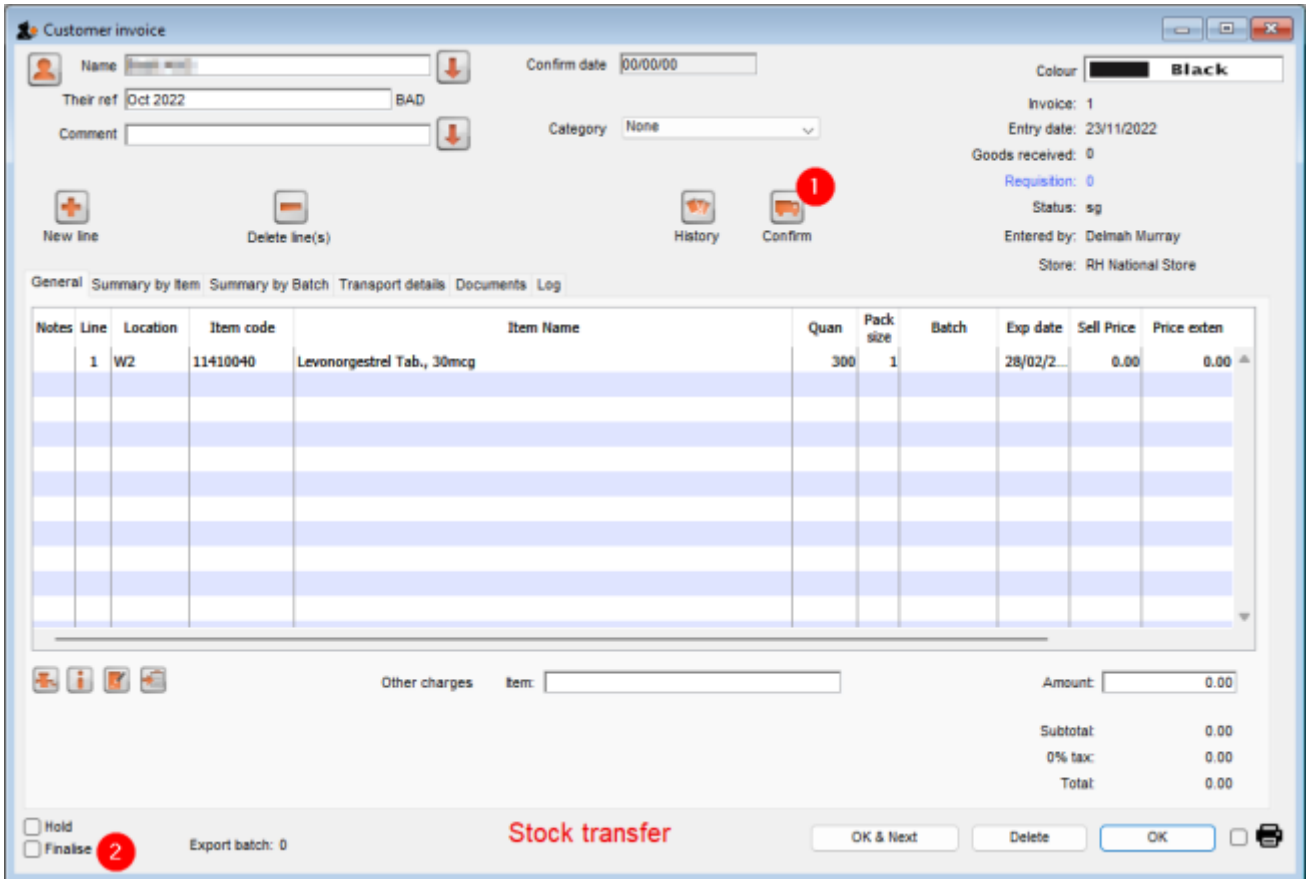 Customer invoice
Name
Confirm date 00/00/00
Colour Black
Their ref Oct 2022 BAD
Invoice: 1
Comment
Category None
Entry date: 23/11/2022
Goods received: 0
Requisition: 0
1
Status: sg
New line Delete line(s) History Confirm
Entered by: Delmah Murray
Store: RH National Store
General Summary by Item Summary by Batch Transport details Documents Log
Notes Line Location Item code Item Name Quan Pack size Batch Exp date Sell Price Price exten
1 W2 11410040 Levonorgestrel Tab., 30mcg 300 1 28/02/2... 0.00 0.00
Other charges Item: Amount: 0.00
Subtotal: 0.00
0% tax: 0.00
Total: 0.00
Hold
Finalise 2 Export batch: 0 Stock transfer OK & Next Delete OK